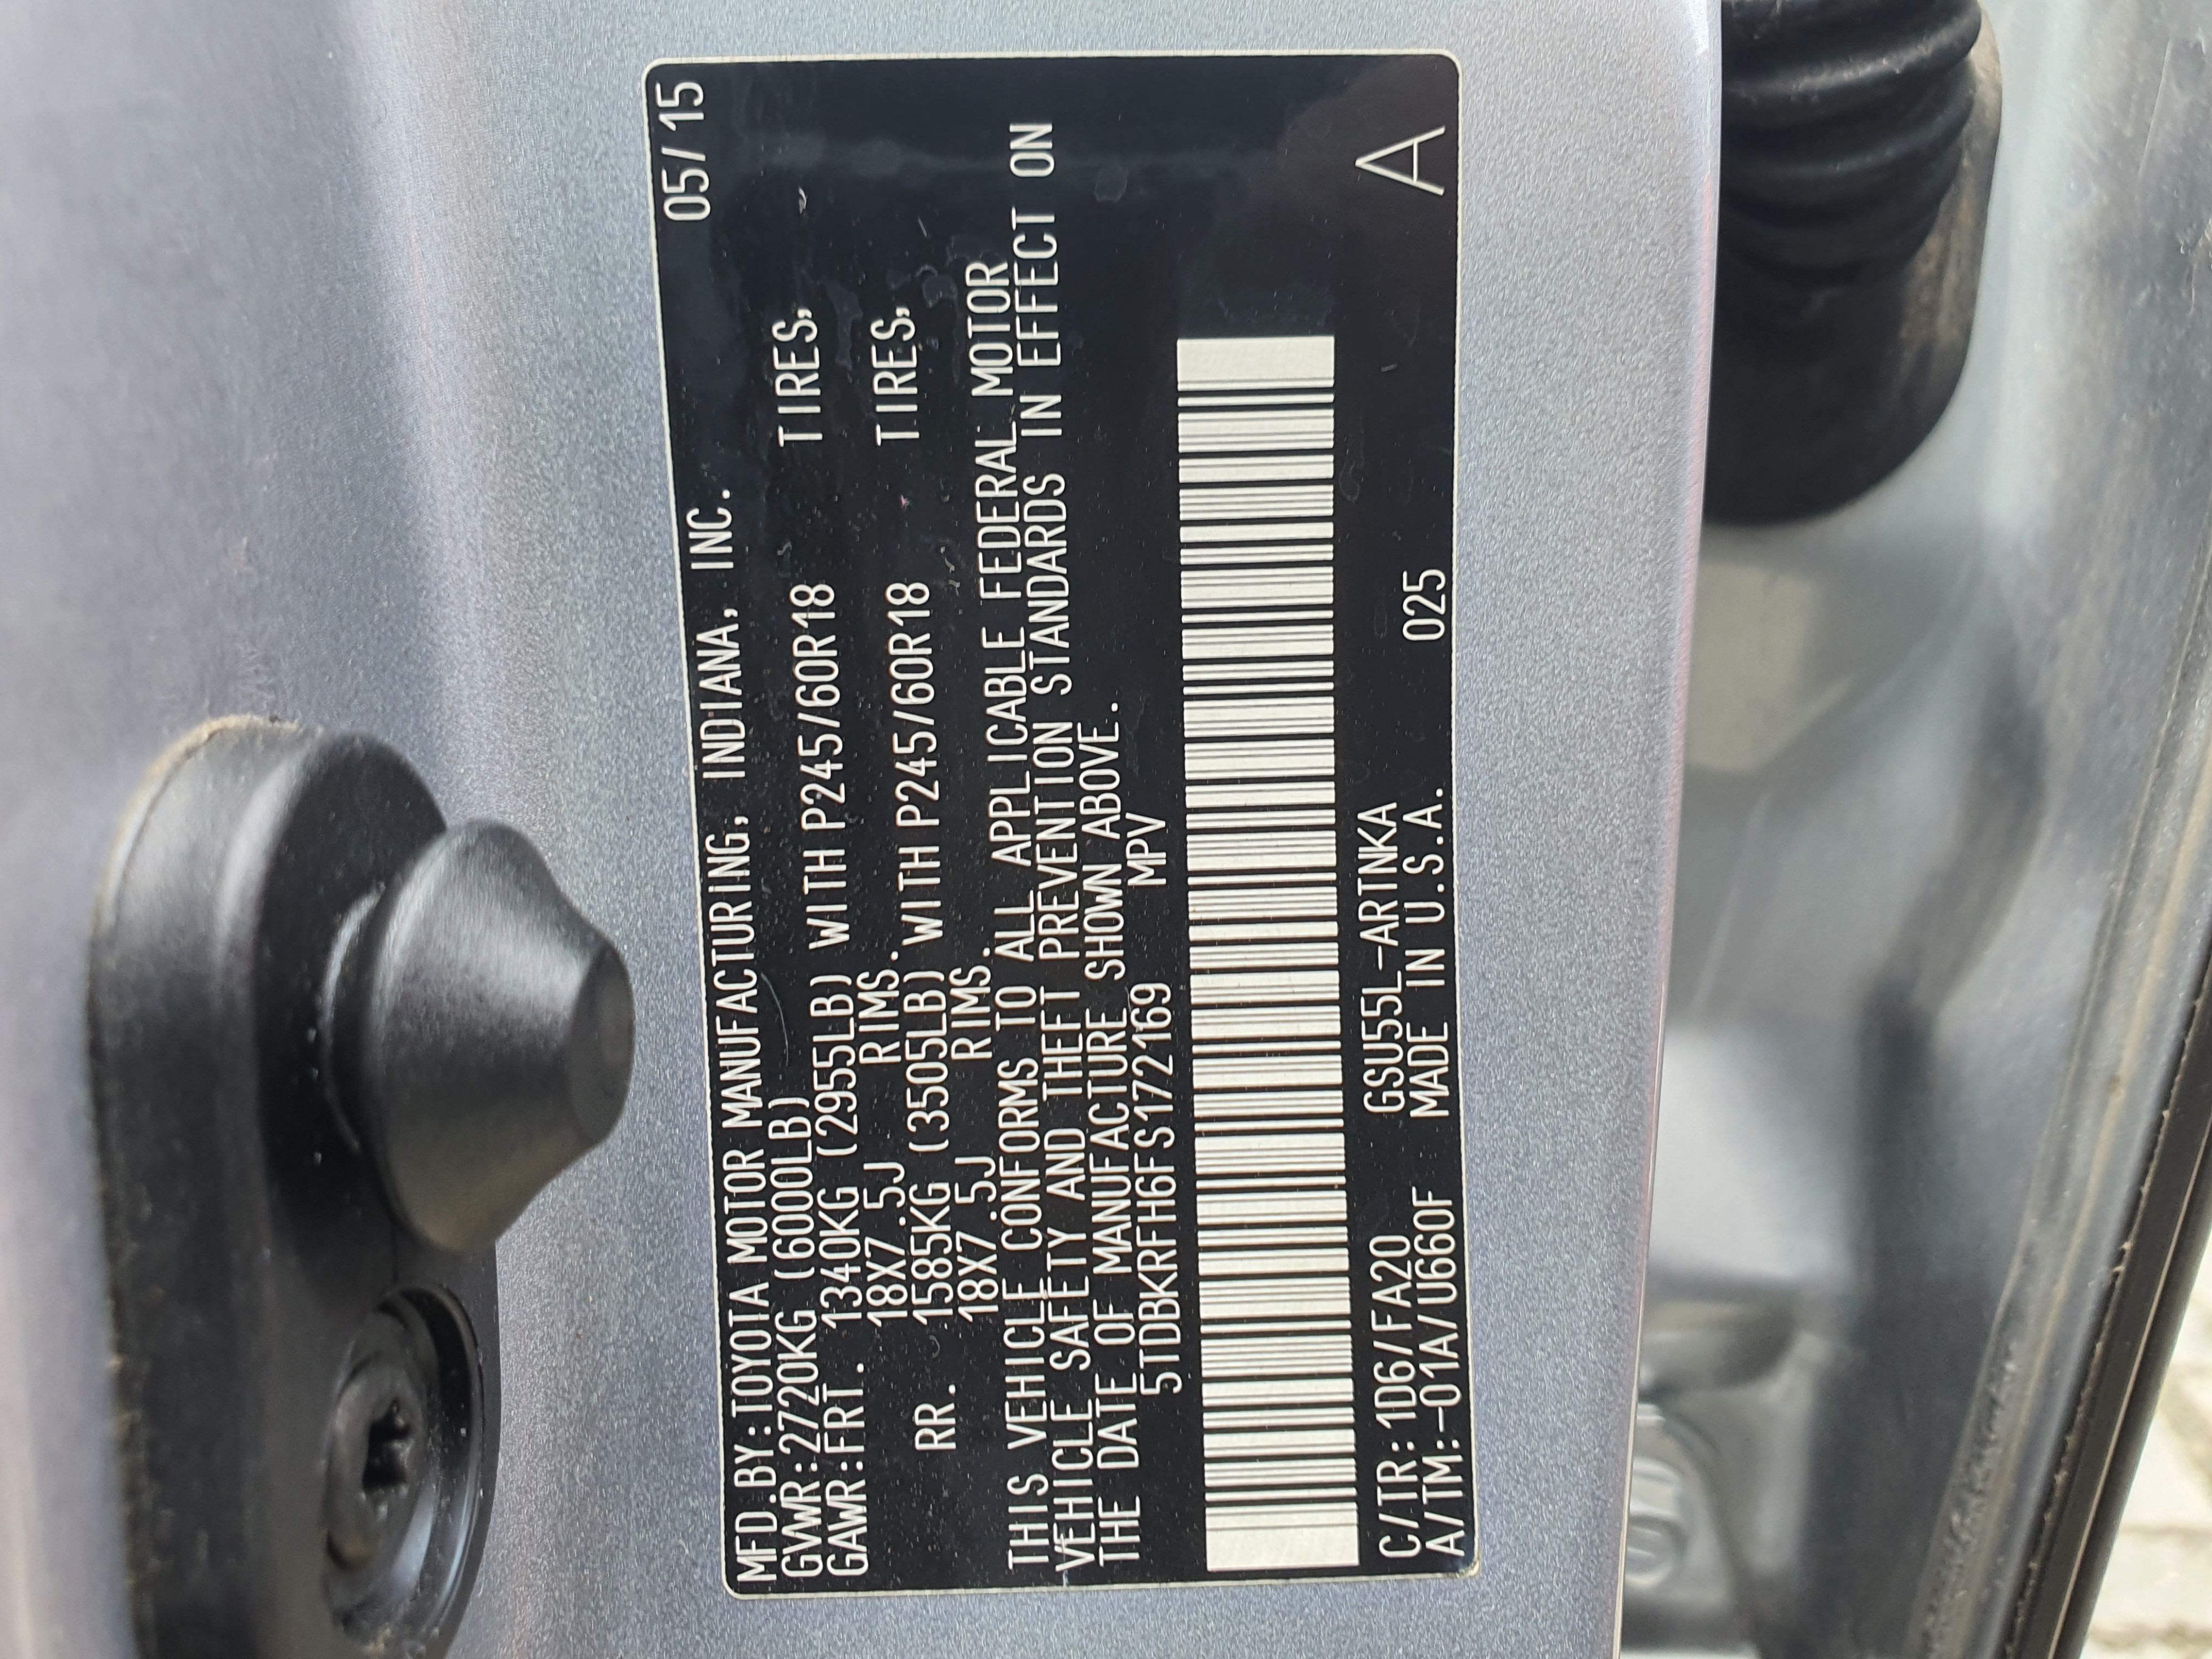 MFD.BY:TOYOTA MOTOR MANUFACTURING, INDIANA, INC. 05/15
GVWR:2720KG (6000LB)
GAWR:FRT. 1340KG (2955LB) WITH P245/60R18 TIRES,
18X7.5J RIMS.
RR. 1585KG (3505LB) WITH P245/60R18 TIRES,
18X7.5J RIMS.
THIS VEHICLE CONFORMS TO ALL APPLICABLE FEDERAL MOTOR
VEHICLE SAFETY AND THEFT PREVENTION STANDARDS IN EFFECT ON
THE DATE OF MANUFACTURE SHOWN ABOVE.
5TDBKRFH6FS172169 MPV
C/TR:1D6/FA20 GSU55L-ARTNKA A
A/TM:-01A/U660F MADE IN U.S.A. 025